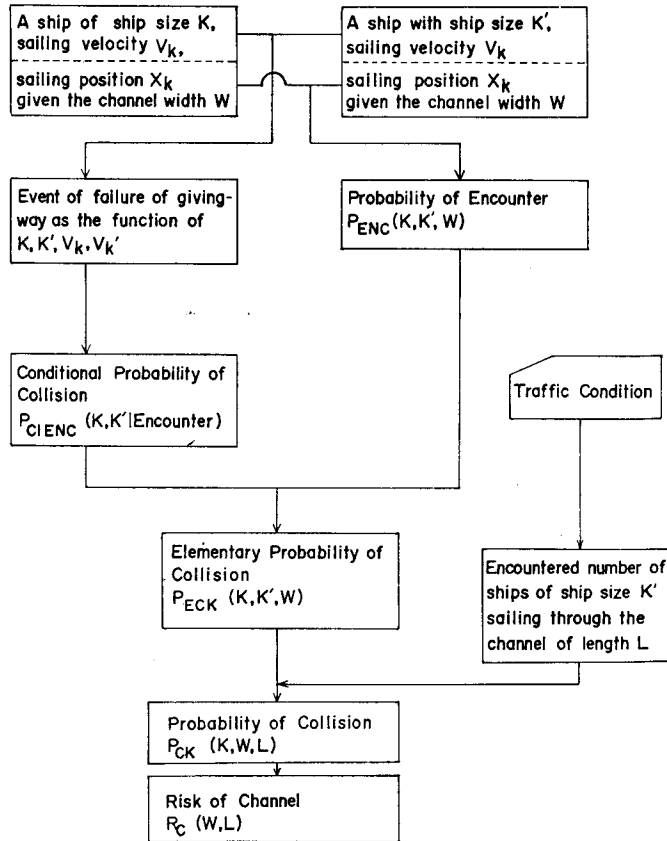 A ship of ship size K,
sailing velocity Vk,
sailing position Xk
given the channel width W
A ship with ship size K',
sailing velocity Vk
sailing position Xk
given the channel width W
Event of failure of giving-
way as the function of
K, K', Vk, Vk'
Probability of Encounter
PENC(K,K',W)
Conditional Probability of
Collision
PCIENC (K,K'|Encounter)
Traffic Condition
Elementary Probability of
Collision
PECK (K,K',W)
Encountered number of
ships of ship size K'
sailing through the
channel of length L
Probability of Collision
PCK (K,W,L)
Risk of Channel
RC (W,L)